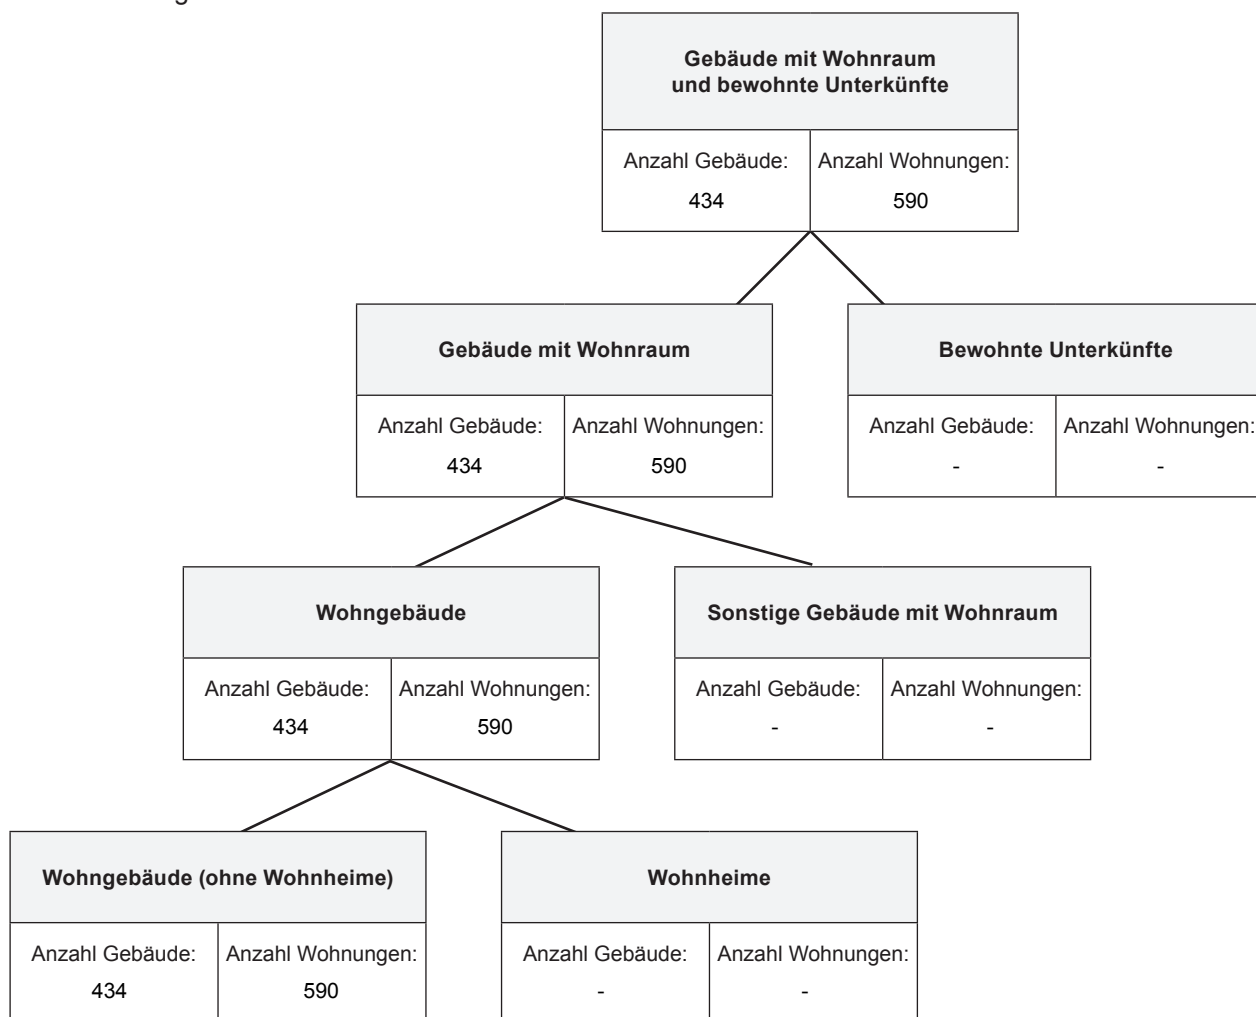 Gebäude mit Wohnraum
und bewohnte Unterkünfte
Anzahl Gebäude: Anzahl Wohnungen:
434 590
Gebäude mit Wohnraum
Bewohnte Unterkünfte
Anzahl Gebäude: Anzahl Wohnungen:
434 590
Anzahl Gebäude: Anzahl Wohnungen:
- -
Wohngebäude
Sonstige Gebäude mit Wohnraum
Anzahl Gebäude: Anzahl Wohnungen:
434 590
Anzahl Gebäude: Anzahl Wohnungen:
- -
Wohngebäude (ohne Wohnheime)
Wohnheime
Anzahl Gebäude: Anzahl Wohnungen:
434 590
Anzahl Gebäude: Anzahl Wohnungen:
- -